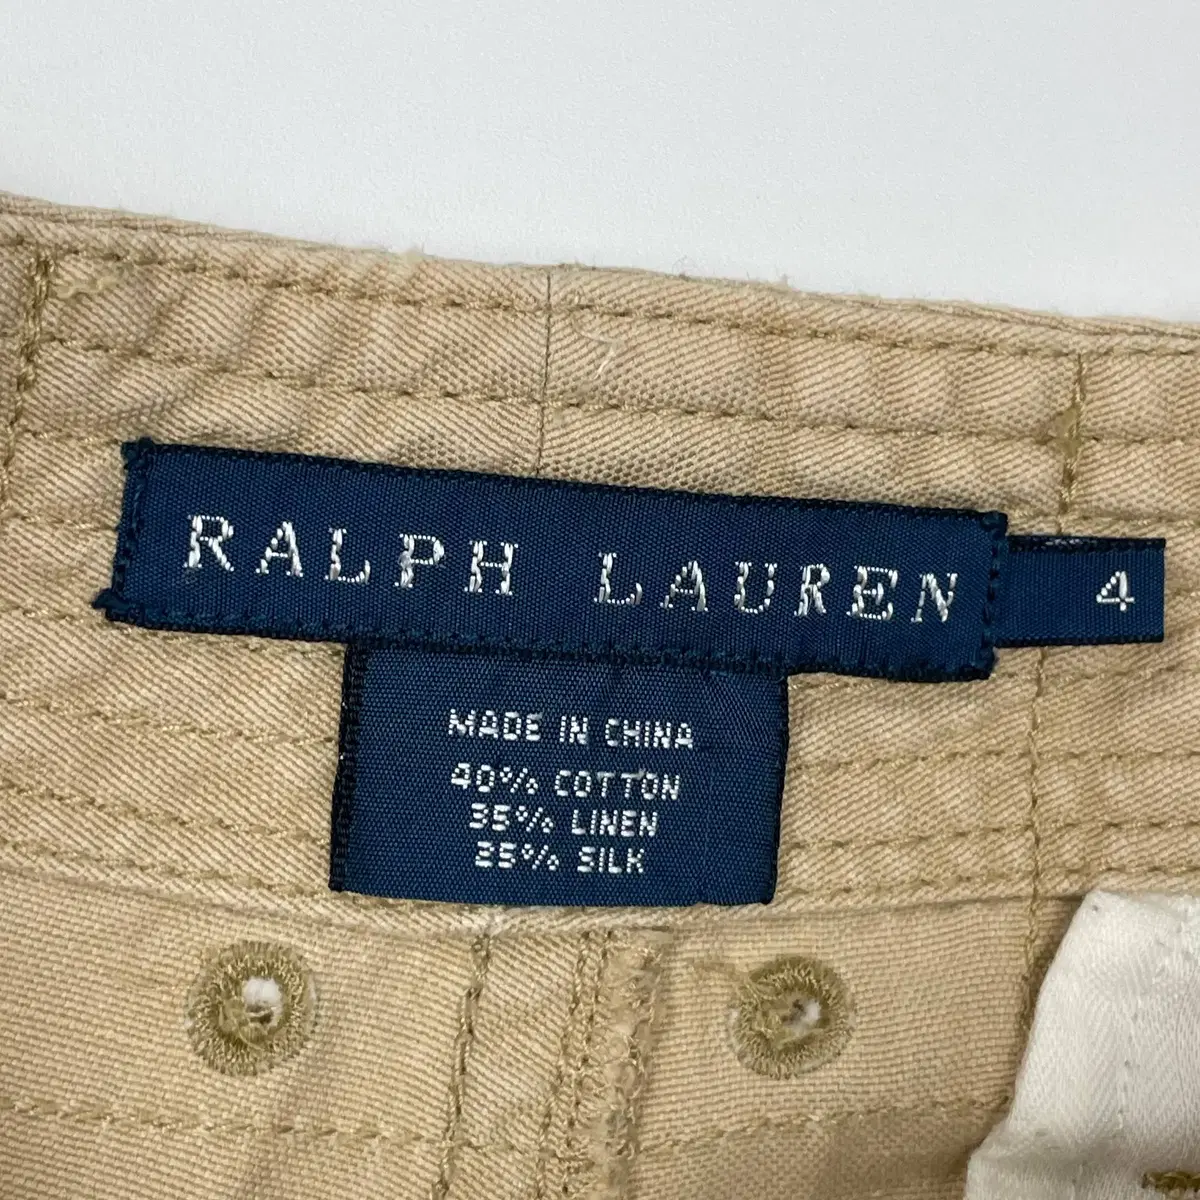 RALPH LAUREN
4
MADE IN CHINA
40% COTTON
35% LINEN
25% SILK